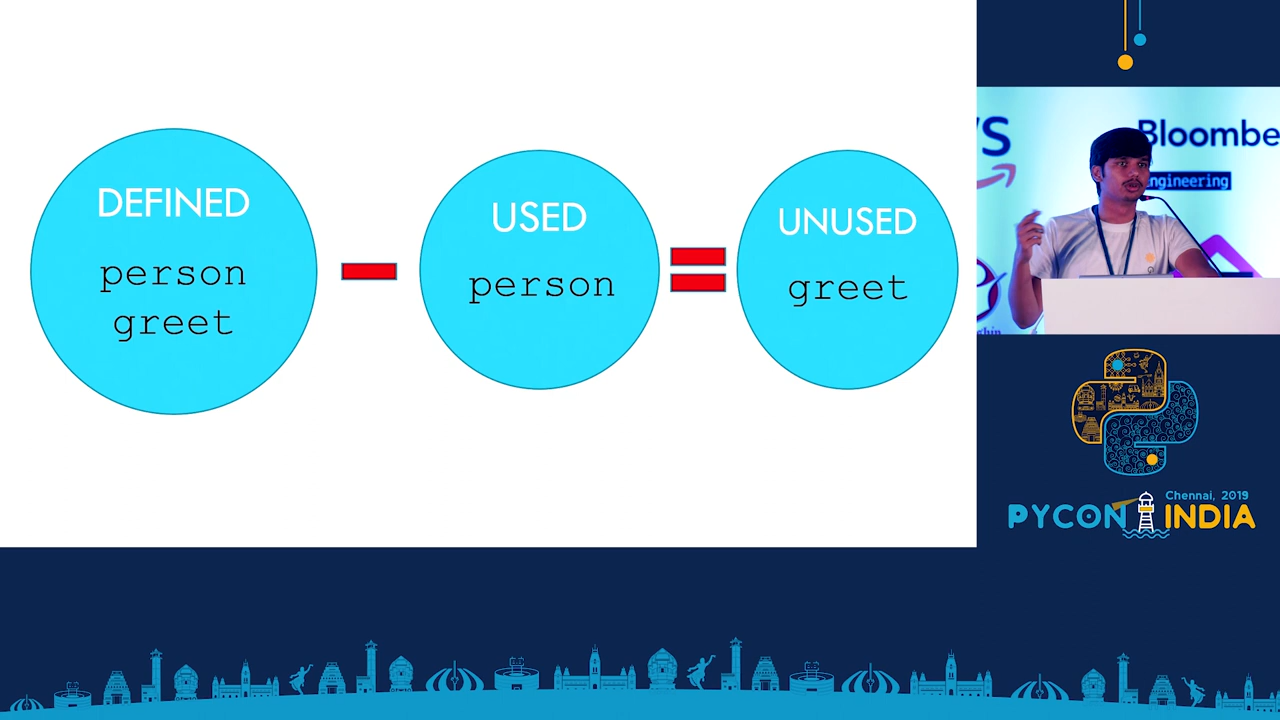 DEFINED
person
greet
USED
person
UNUSED
greet
Bloombe
Engineering
Chennai, 2019
PYCON INDIA